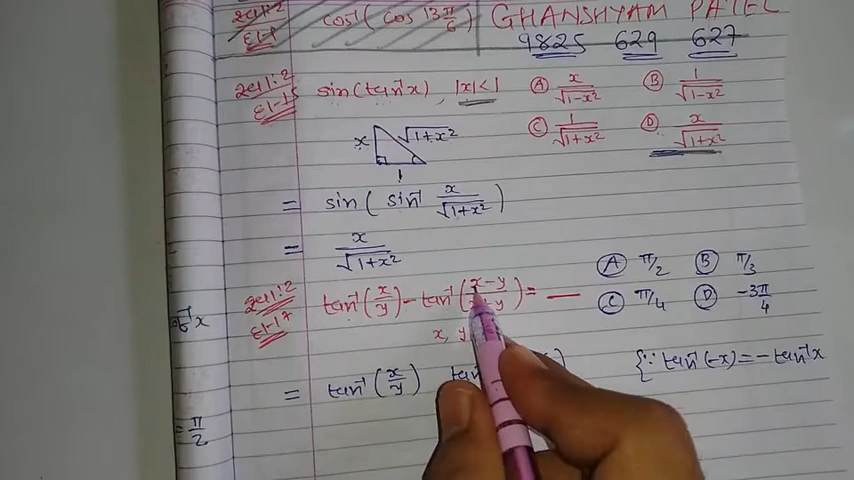 cos⁻¹(cos 13π/6) GHANSHYAM PATEL
9825 629 627
sin(tan⁻¹x), |x|<1 (A) x/√(1-x²) (B) 1/√(1-x²)
(C) 1/√(1+x²) (D) x/√(1+x²)
x √(1+x²)
1
= sin(sin⁻¹ x/√(1+x²))
= x/√(1+x²)
(A) π/2 (B) π/3
tan⁻¹(x/y) - tan⁻¹(x-y/ y) = — (C) π/4 (D) -3π/4
x, y
= tan⁻¹(x/y) tan {∵ tan⁻¹(-x) = -tan⁻¹x
x
= π/2